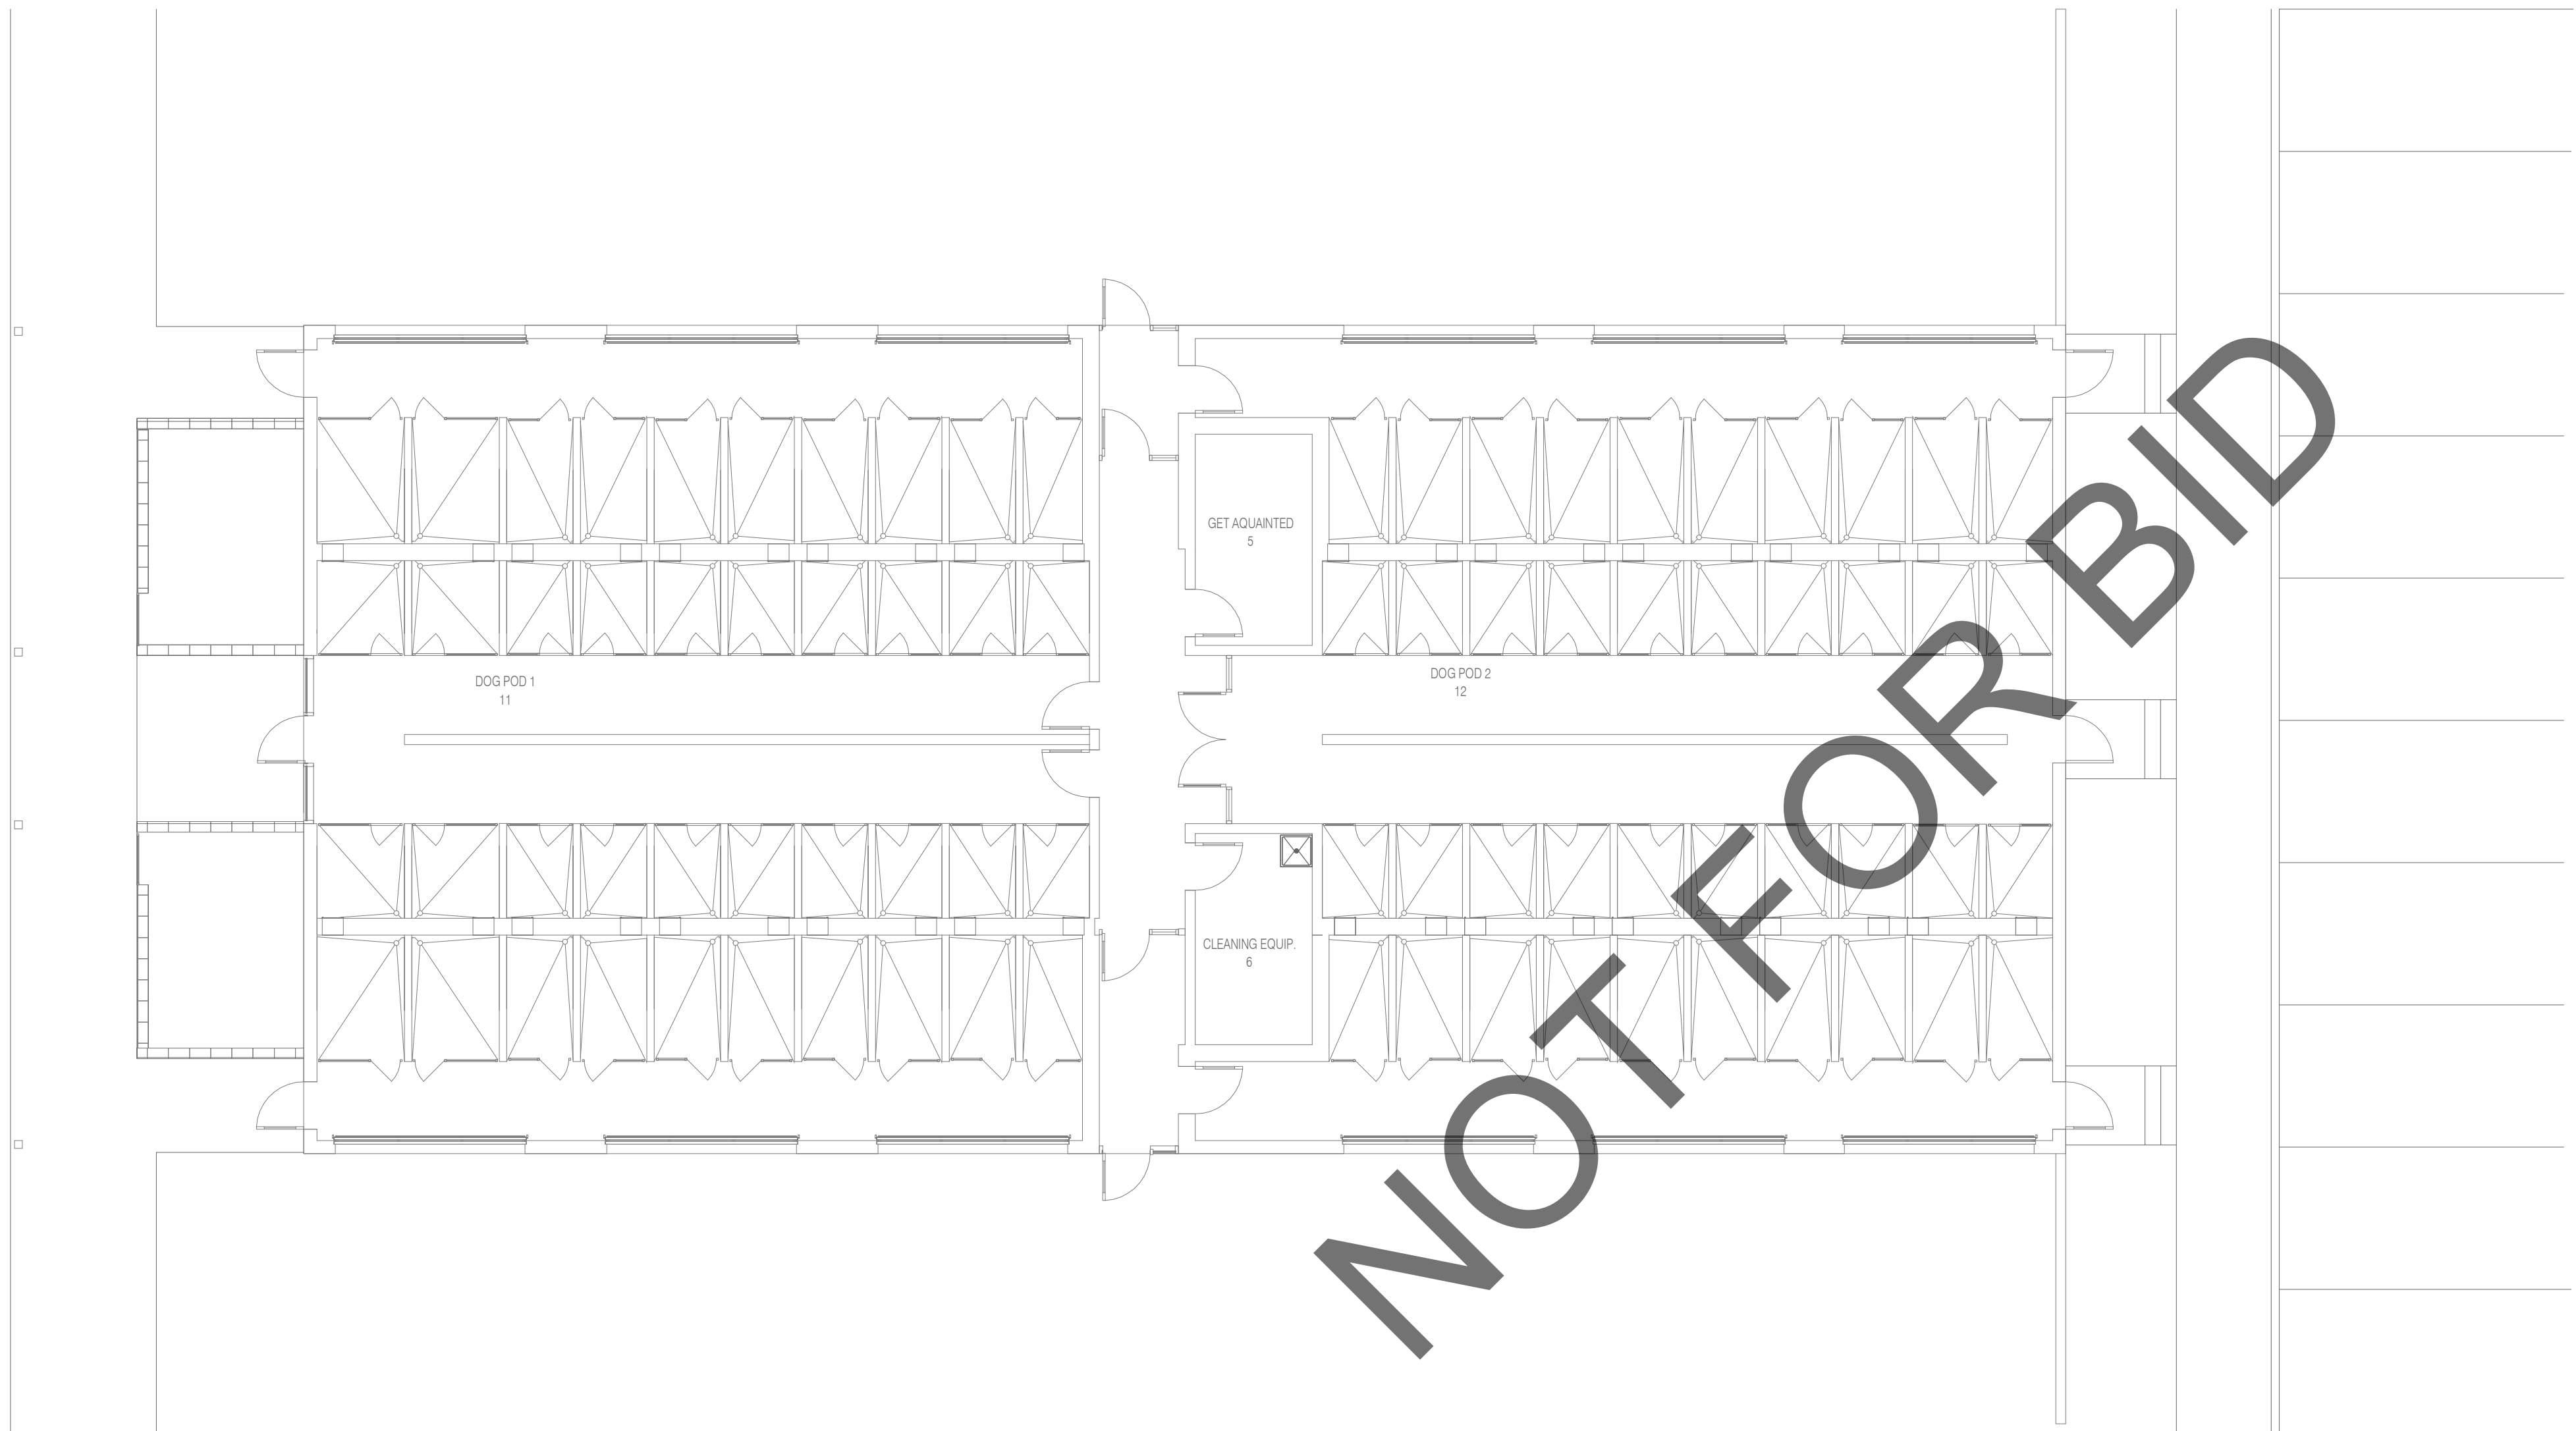 GET AQUAINTED
5
DOG POD 1
11
DOG POD 2
12
CLEANING EQUIP.
6
NOT FOR BID